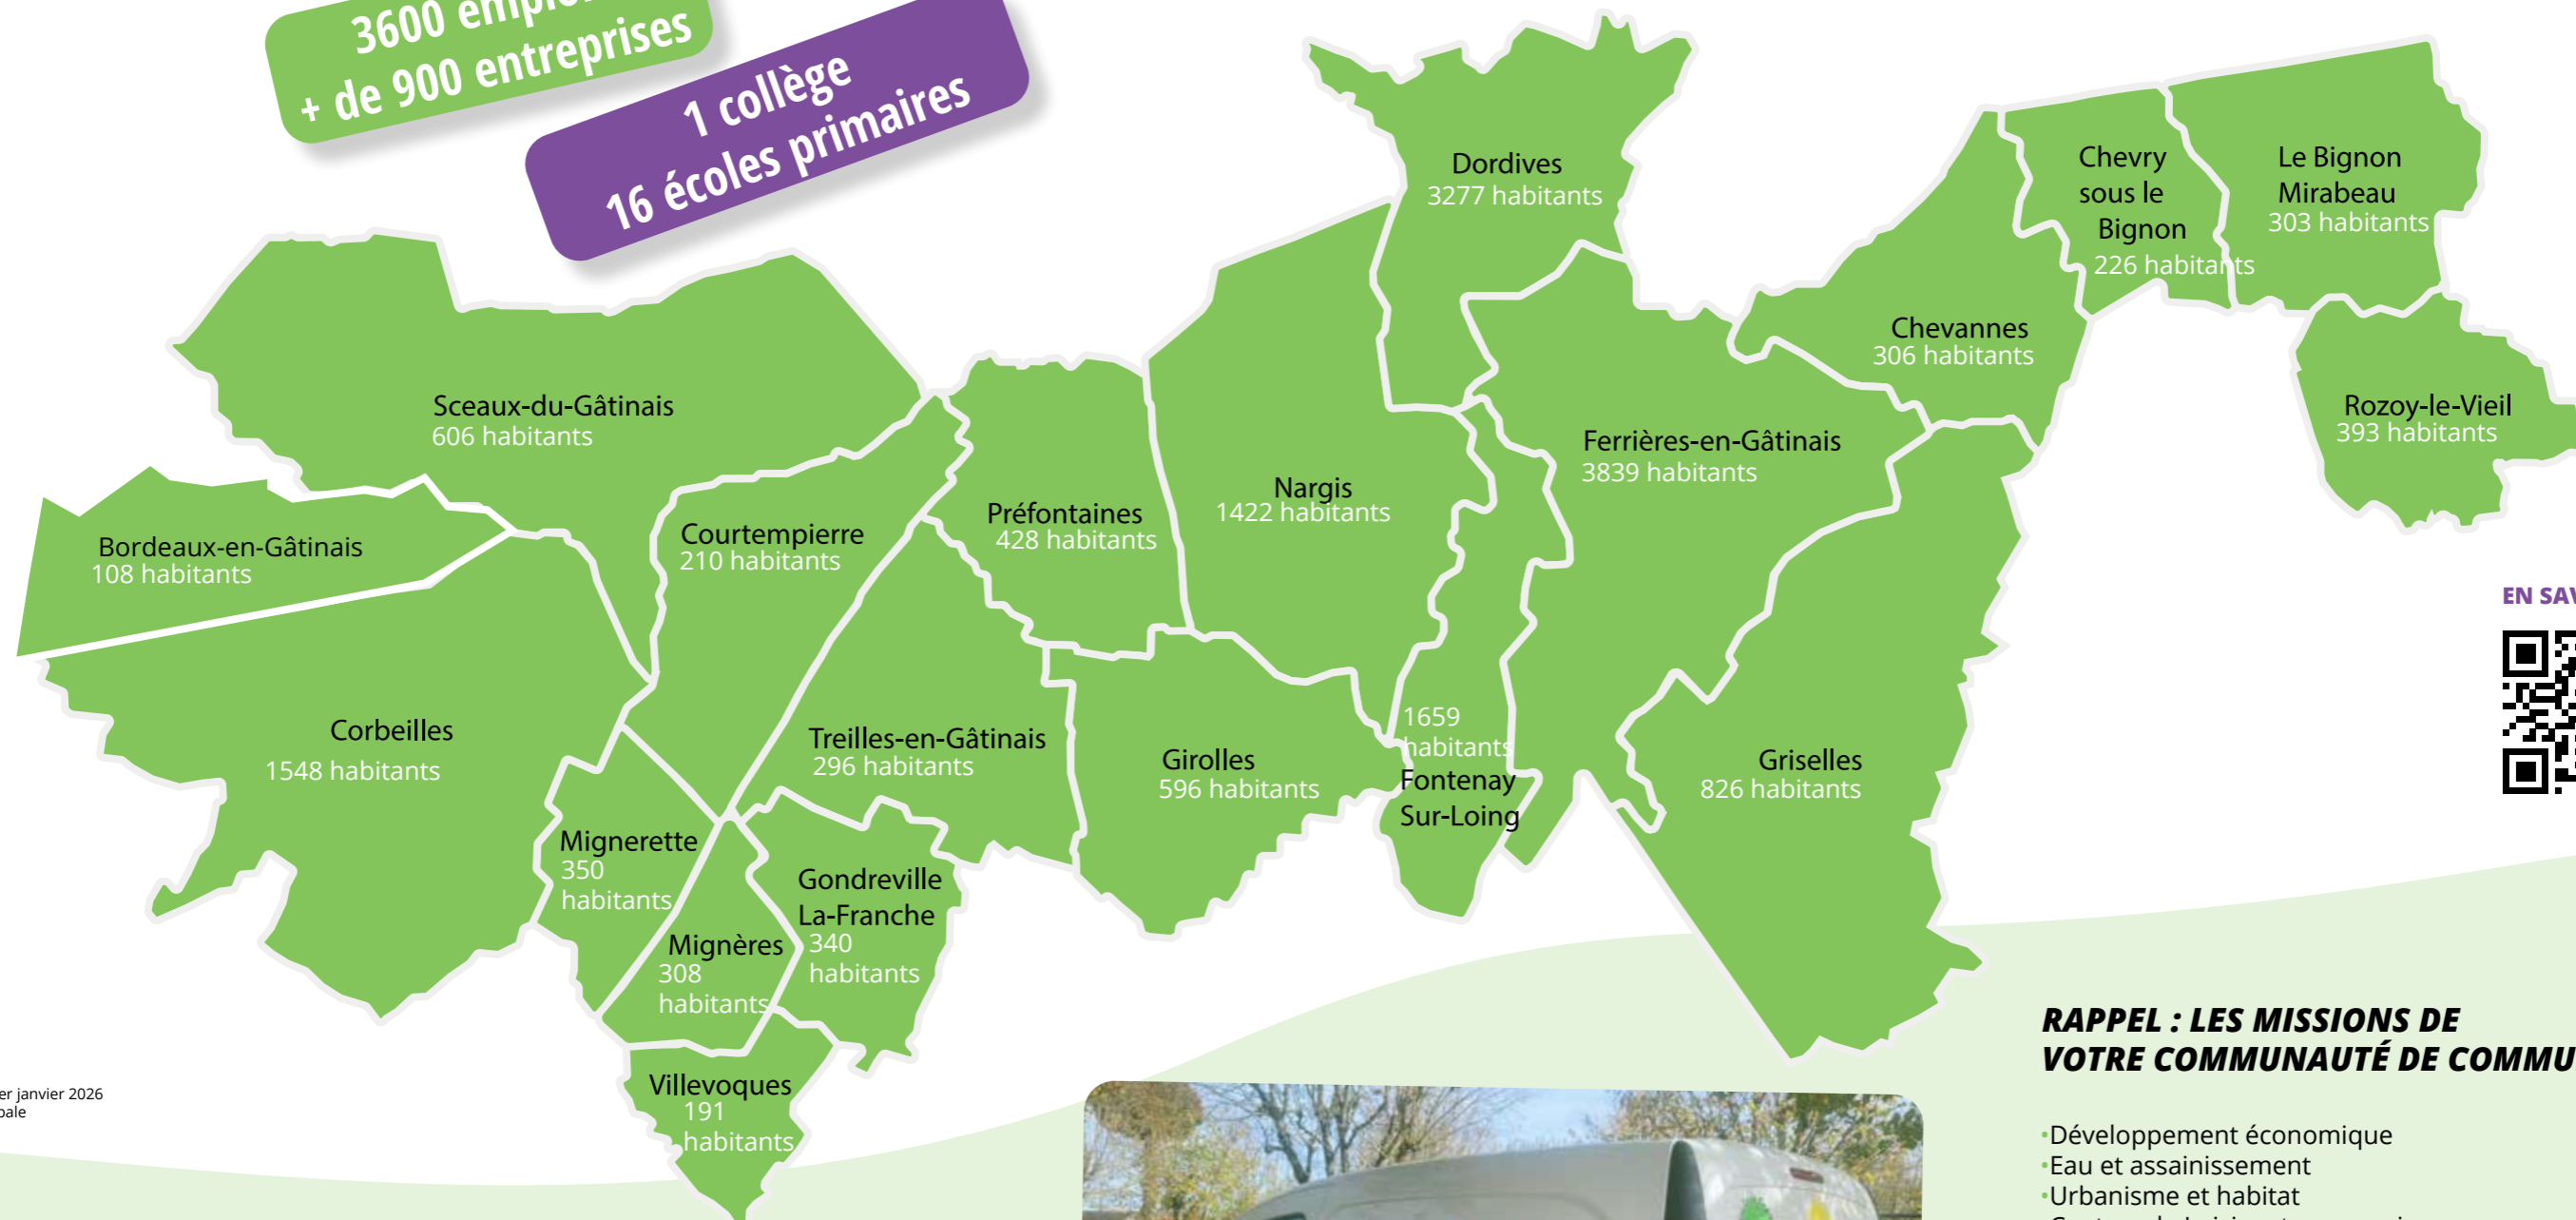 3600
+ de 900 entreprises
1 collège
16 écoles primaires
Dordives
3277 habitants
Chevry
sous le
Bignon
226 habitants
Le Bignon
Mirabeau
303 habitants
Chevannes
306 habitants
Rozoy-le-Vieil
393 habitants
Sceaux-du-Gâtinais
606 habitants
Ferrières-en-Gâtinais
3839 habitants
Nargis
1422 habitants
Préfontaines
428 habitants
Courtempierre
210 habitants
Bordeaux-en-Gâtinais
108 habitants
EN
Corbeilles
1548 habitants
Treilles-en-Gâtinais
296 habitants
Girolles
596 habitants
1659
habitants
Fontenay
Sur-Loing
Griselles
826 habitants
Mignerette
350
habitants
Gondreville
La-Franche
340
habitants
Mignères
308
habitants
Villevoques
191
habitants
er janvier 2026
RAPPEL : LES MISSIONS DE
VOTRE COMMUNAUTÉ DE
•Développement économique
•Eau et assainissement
•Urbanisme et habitat